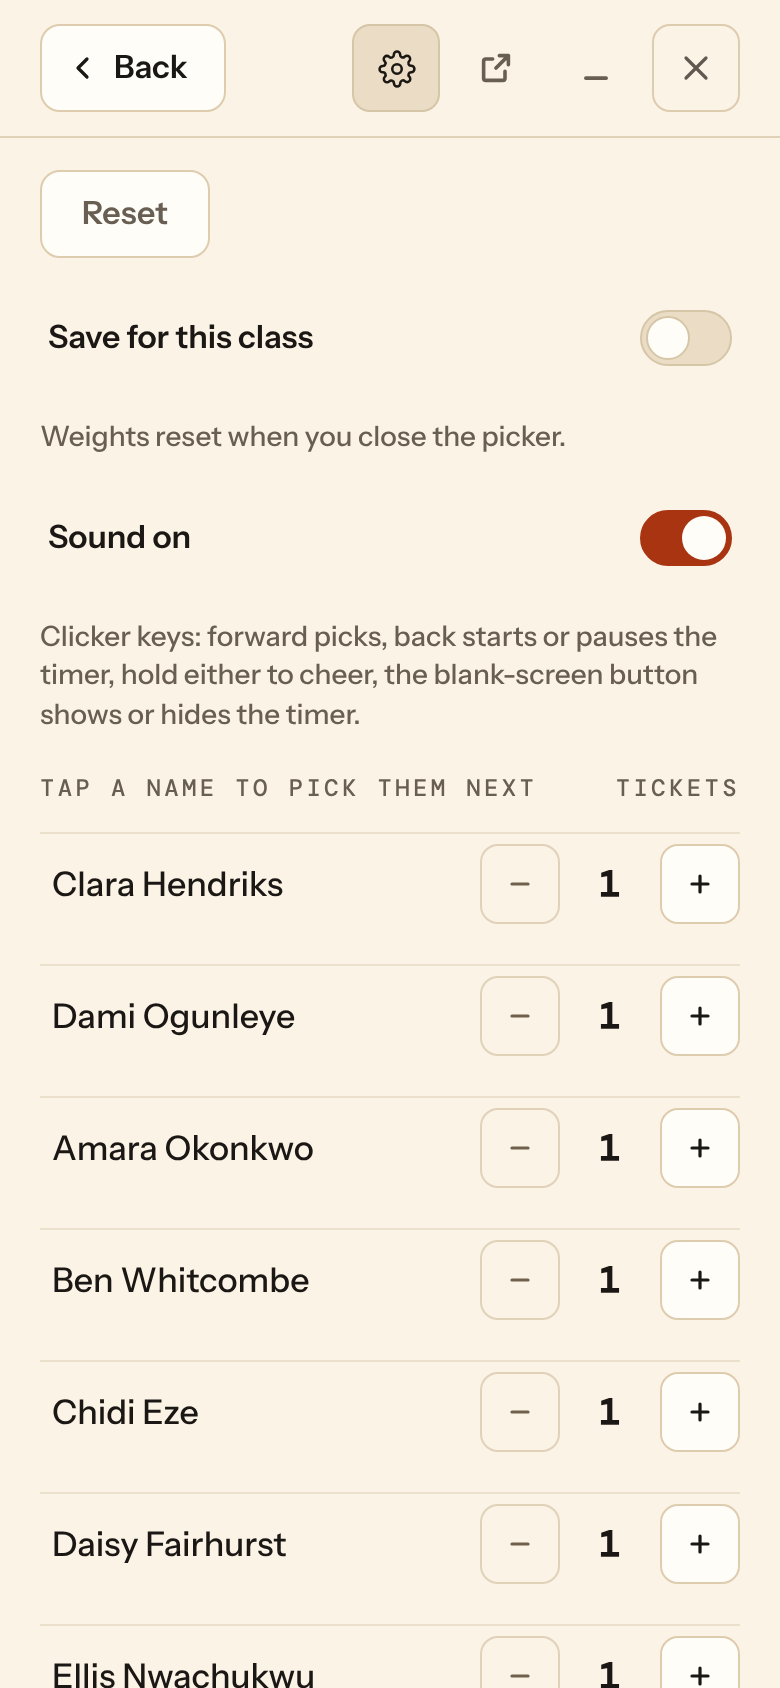 Back
Reset
Save for this class
Weights reset when you close the picker.
Sound on
Clicker keys: forward picks, back starts or pauses the
timer, hold either to cheer, the blank-screen button
shows or hides the timer.
TAP A NAME TO PICK THEM NEXT TICKETS
Clara Hendriks − 1 +
Dami Ogunleye − 1 +
Amara Okonkwo − 1 +
Ben Whitcombe − 1 +
Chidi Eze − 1 +
Daisy Fairhurst − 1 +
Ellis Nwachukwu − 1 +